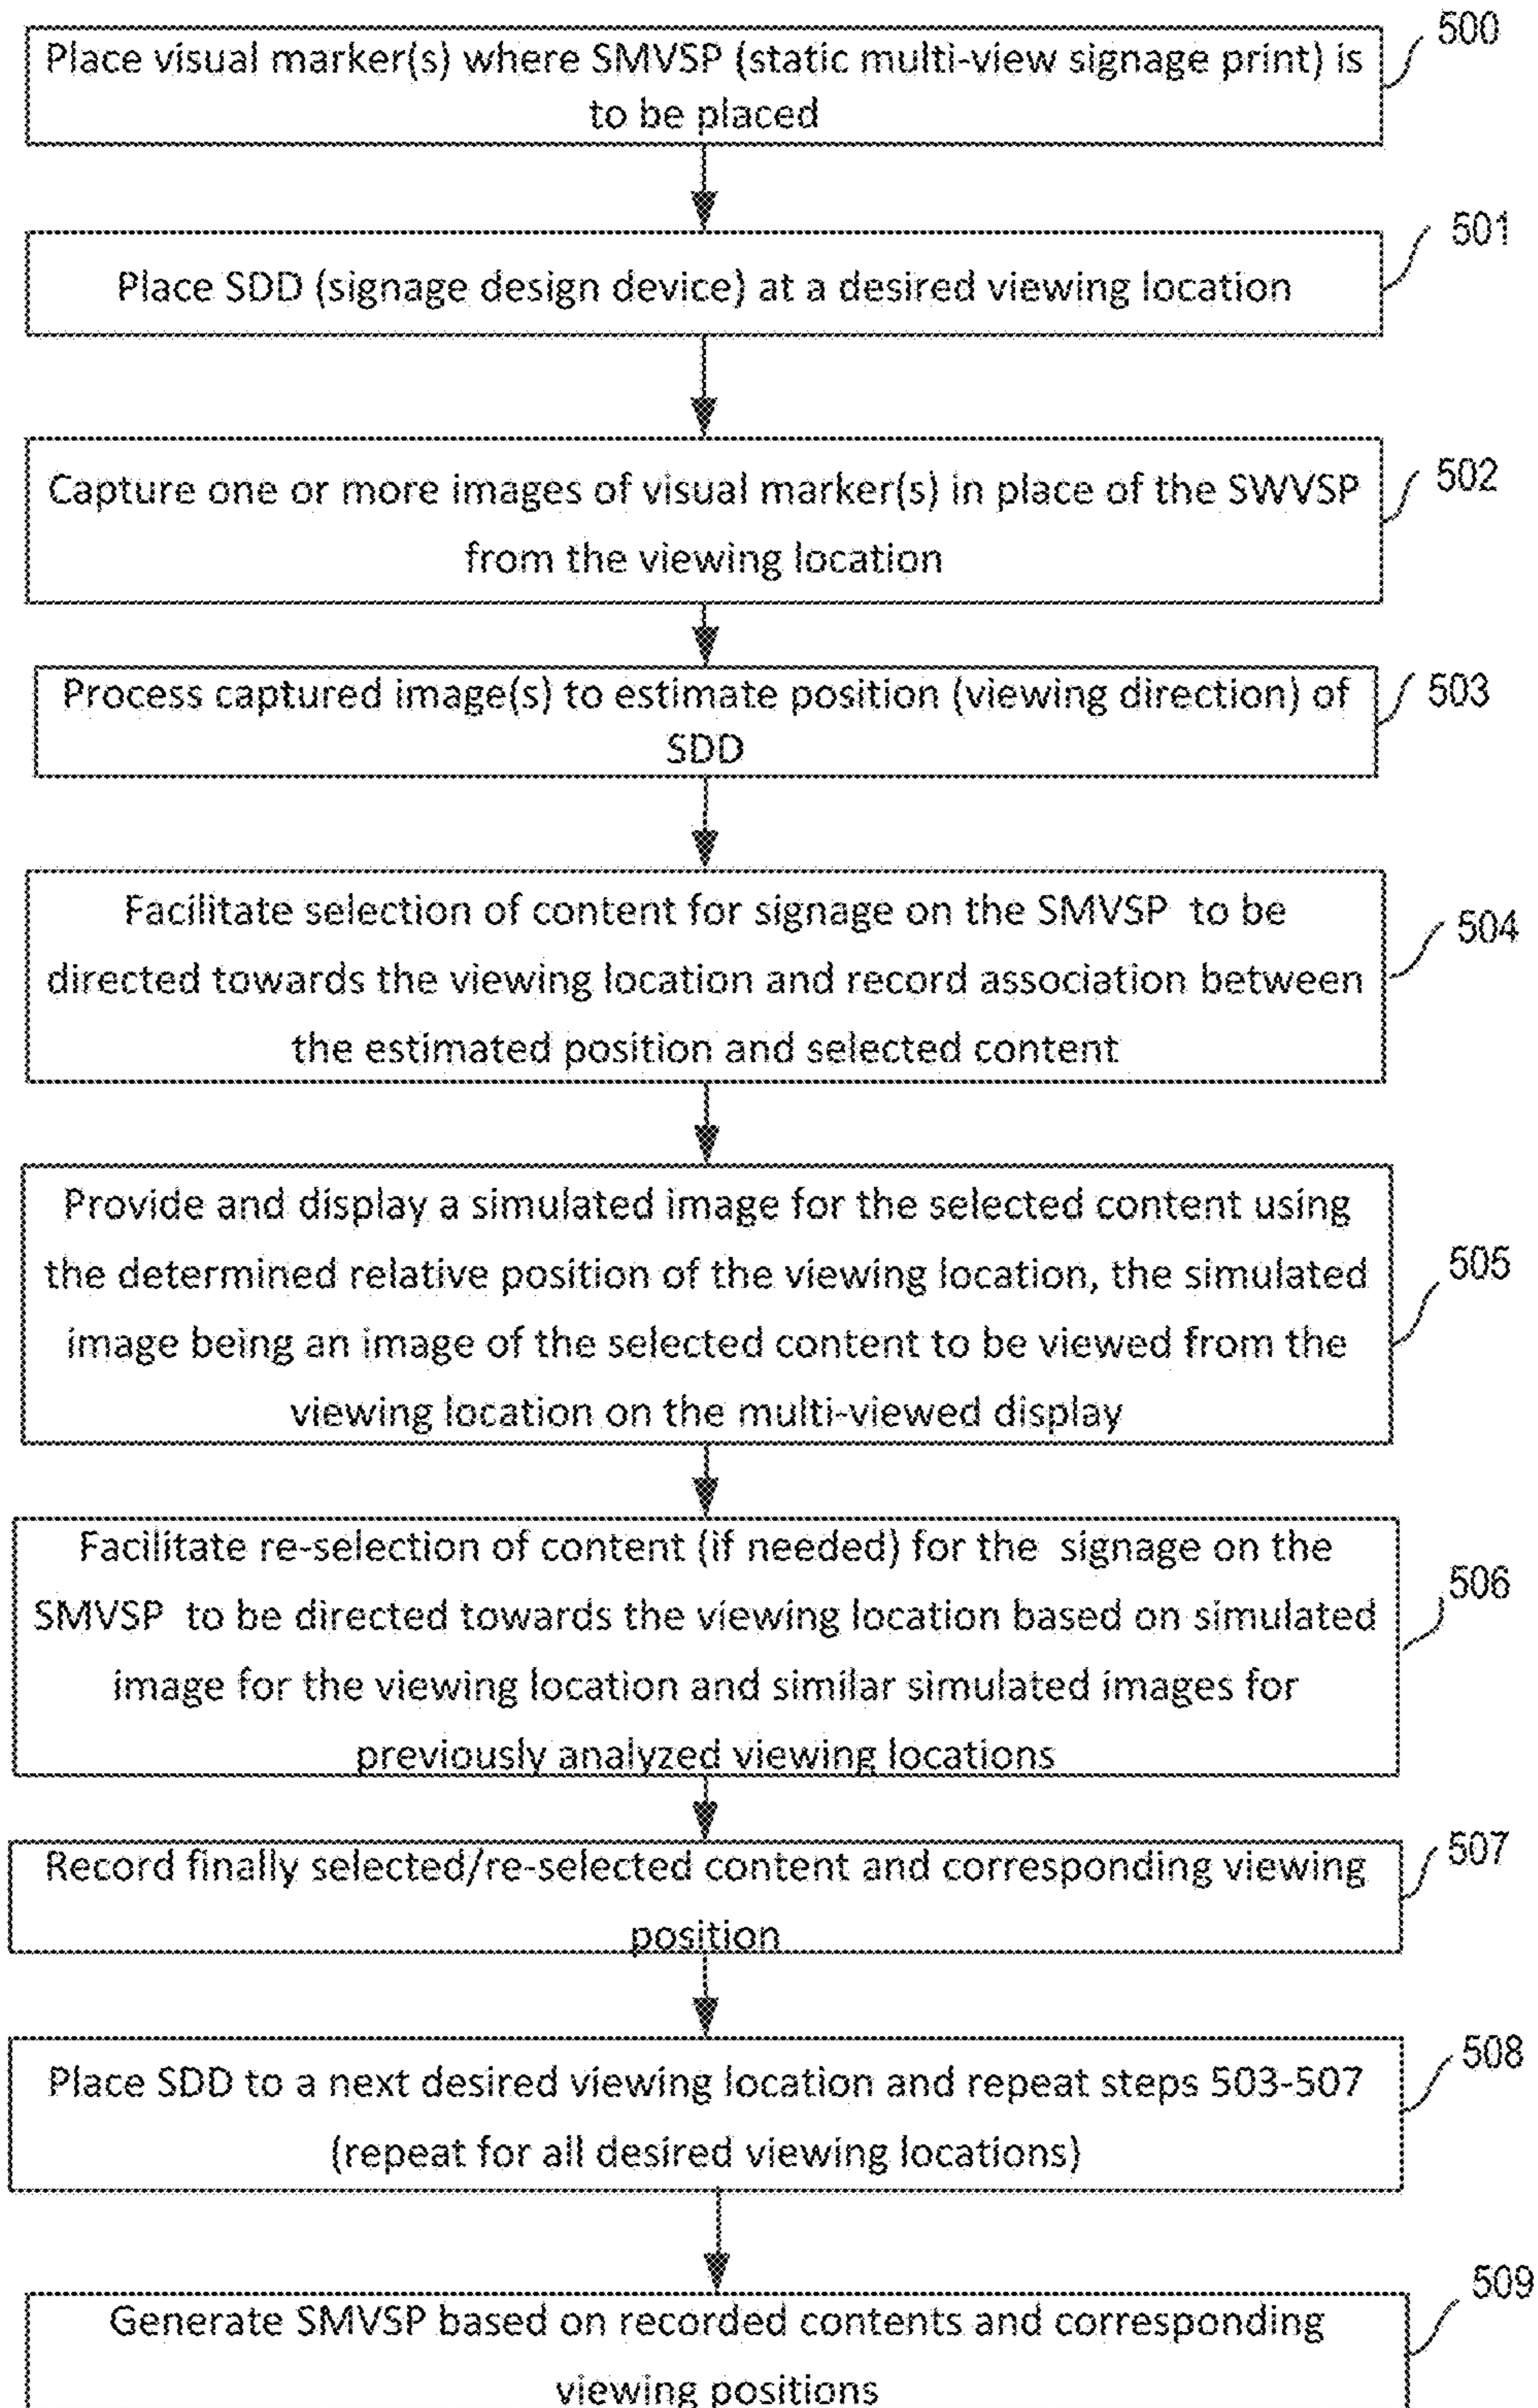 Place visual marker(s) where SMVSP (static multi-view signage print) is
to be placed
500
Place SDD (signage design device) at a desired viewing location
501
Capture one or more images of visual marker(s) in place of the SWVSP
from the viewing location
502
Process captured image(s) to estimate position (viewing direction) of
SDD
503
Facilitate selection of content for signage on the SMVSP to be
directed towards the viewing location and record association between
the estimated position and selected content
504
Provide and display a simulated image for the selected content using
the determined relative position of the viewing location, the simulated
image being an image of the selected content to be viewed from the
viewing location on the multi-viewed display
505
Facilitate re-selection of content (if needed) for the signage on the
SMVSP to be directed towards the viewing location based on simulated
image for the viewing location and similar simulated images for
previously analyzed viewing locations
506
Record finally selected/re-selected content and corresponding viewing
position
507
Place SDD to a next desired viewing location and repeat steps 503-507
(repeat for all desired viewing locations)
508
Generate SMVSP based on recorded contents and corresponding
viewing positions
509